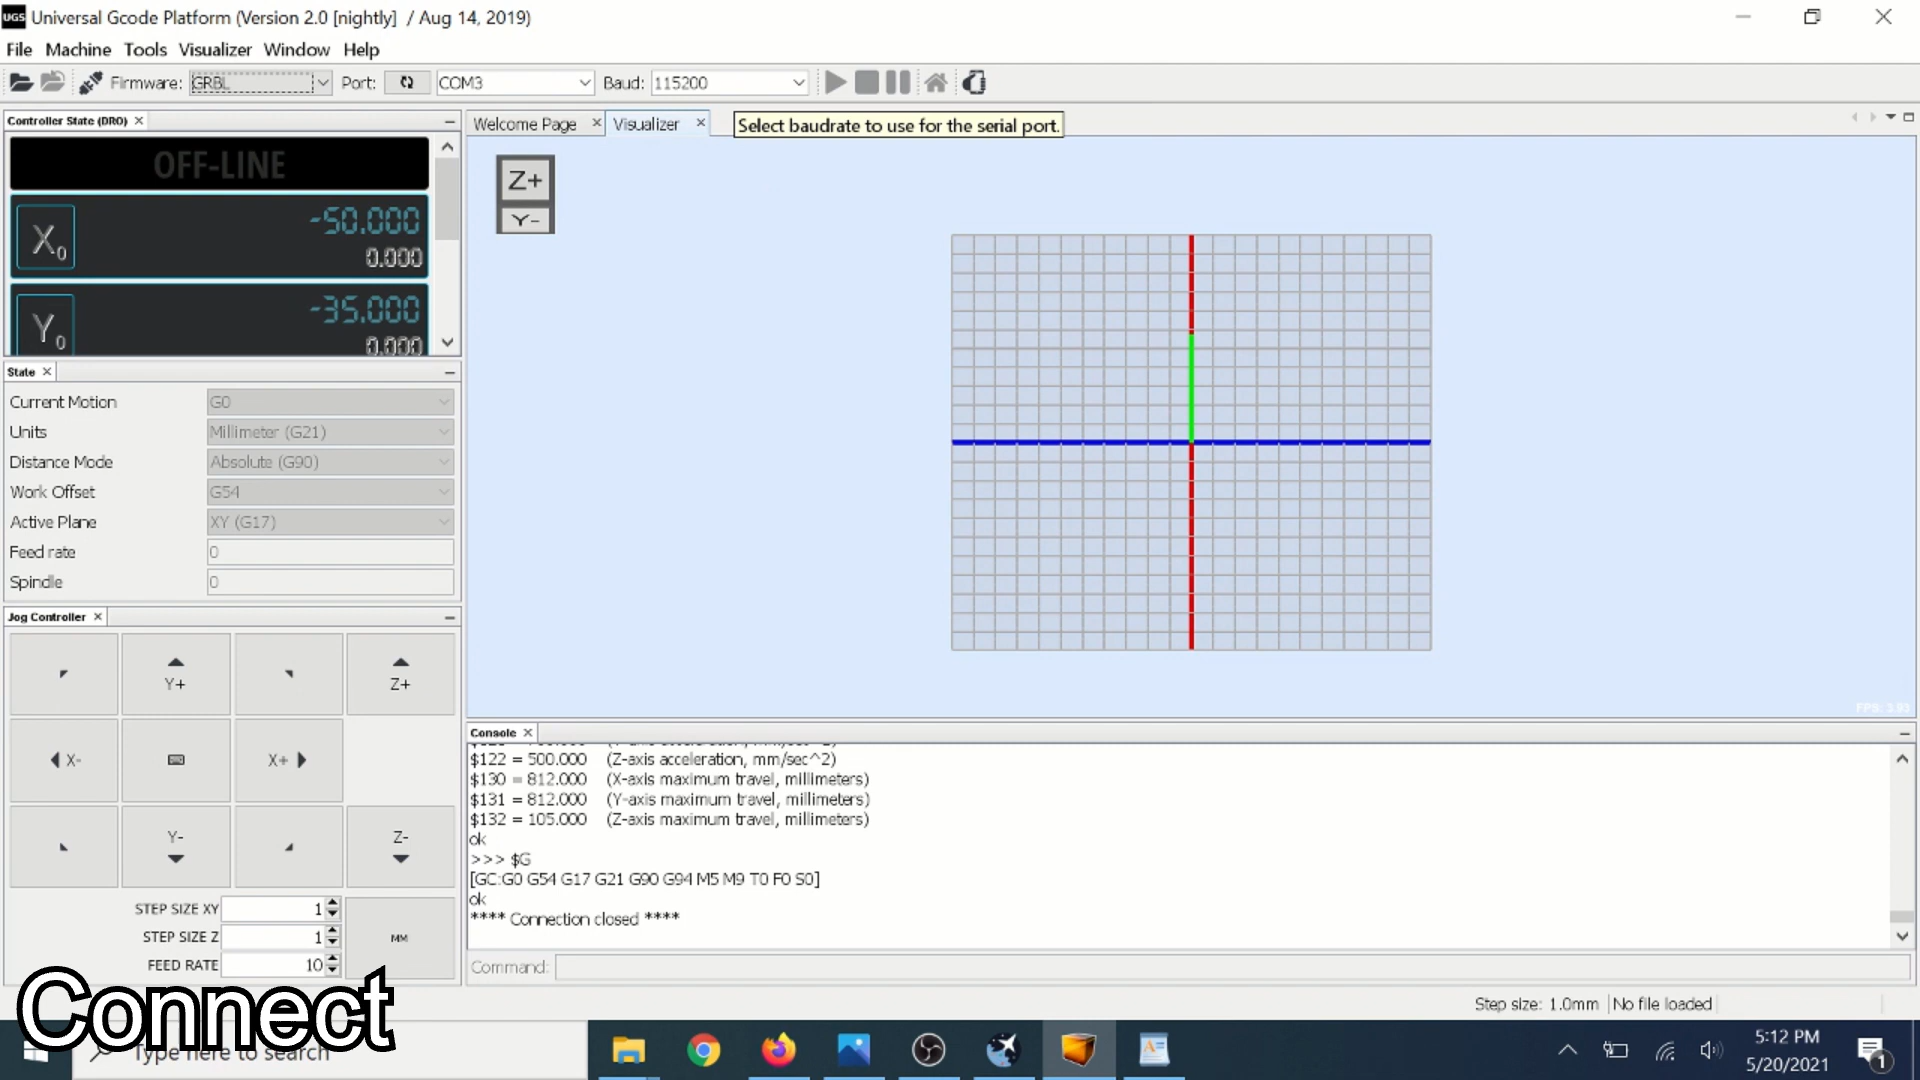 UGS Universal Gcode Platform (Version 2.0 [nightly] / Aug 14, 2019)
File Machine Tools Visualizer Window Help
Firmware: GRBL Port: COM3 Baud: 115200
Controller State (DRO)
Welcome Page Visualizer Select baudrate to use for the serial port.
OFF-LINE
Z+
Y-
X0 -50.000
0.000
Y0 -35.000
0.000
State
Current Motion G0
Units Millimeter (G21)
Distance Mode Absolute (G90)
Work Offset G54
Active Plane XY (G17)
Feed rate 0
Spindle 0
Jog Controller
Y+ Z+
X- X+
Y- Z-
STEP SIZE XY 1
STEP SIZE Z 1
FEED RATE 10
MM
FPS: 3.93
Console
$122 = 500.000 (Z-axis acceleration, mm/sec^2)
$130 = 812.000 (X-axis maximum travel, millimeters)
$131 = 812.000 (Y-axis maximum travel, millimeters)
$132 = 105.000 (Z-axis maximum travel, millimeters)
ok
>>> $G
[GC:G0 G54 G17 G21 G90 G94 M5 M9 T0 F0 S0]
ok
**** Connection closed ****
Command:
Step size: 1.0mm No file loaded
Connect
Type here to search
5:12 PM
5/20/2021
1